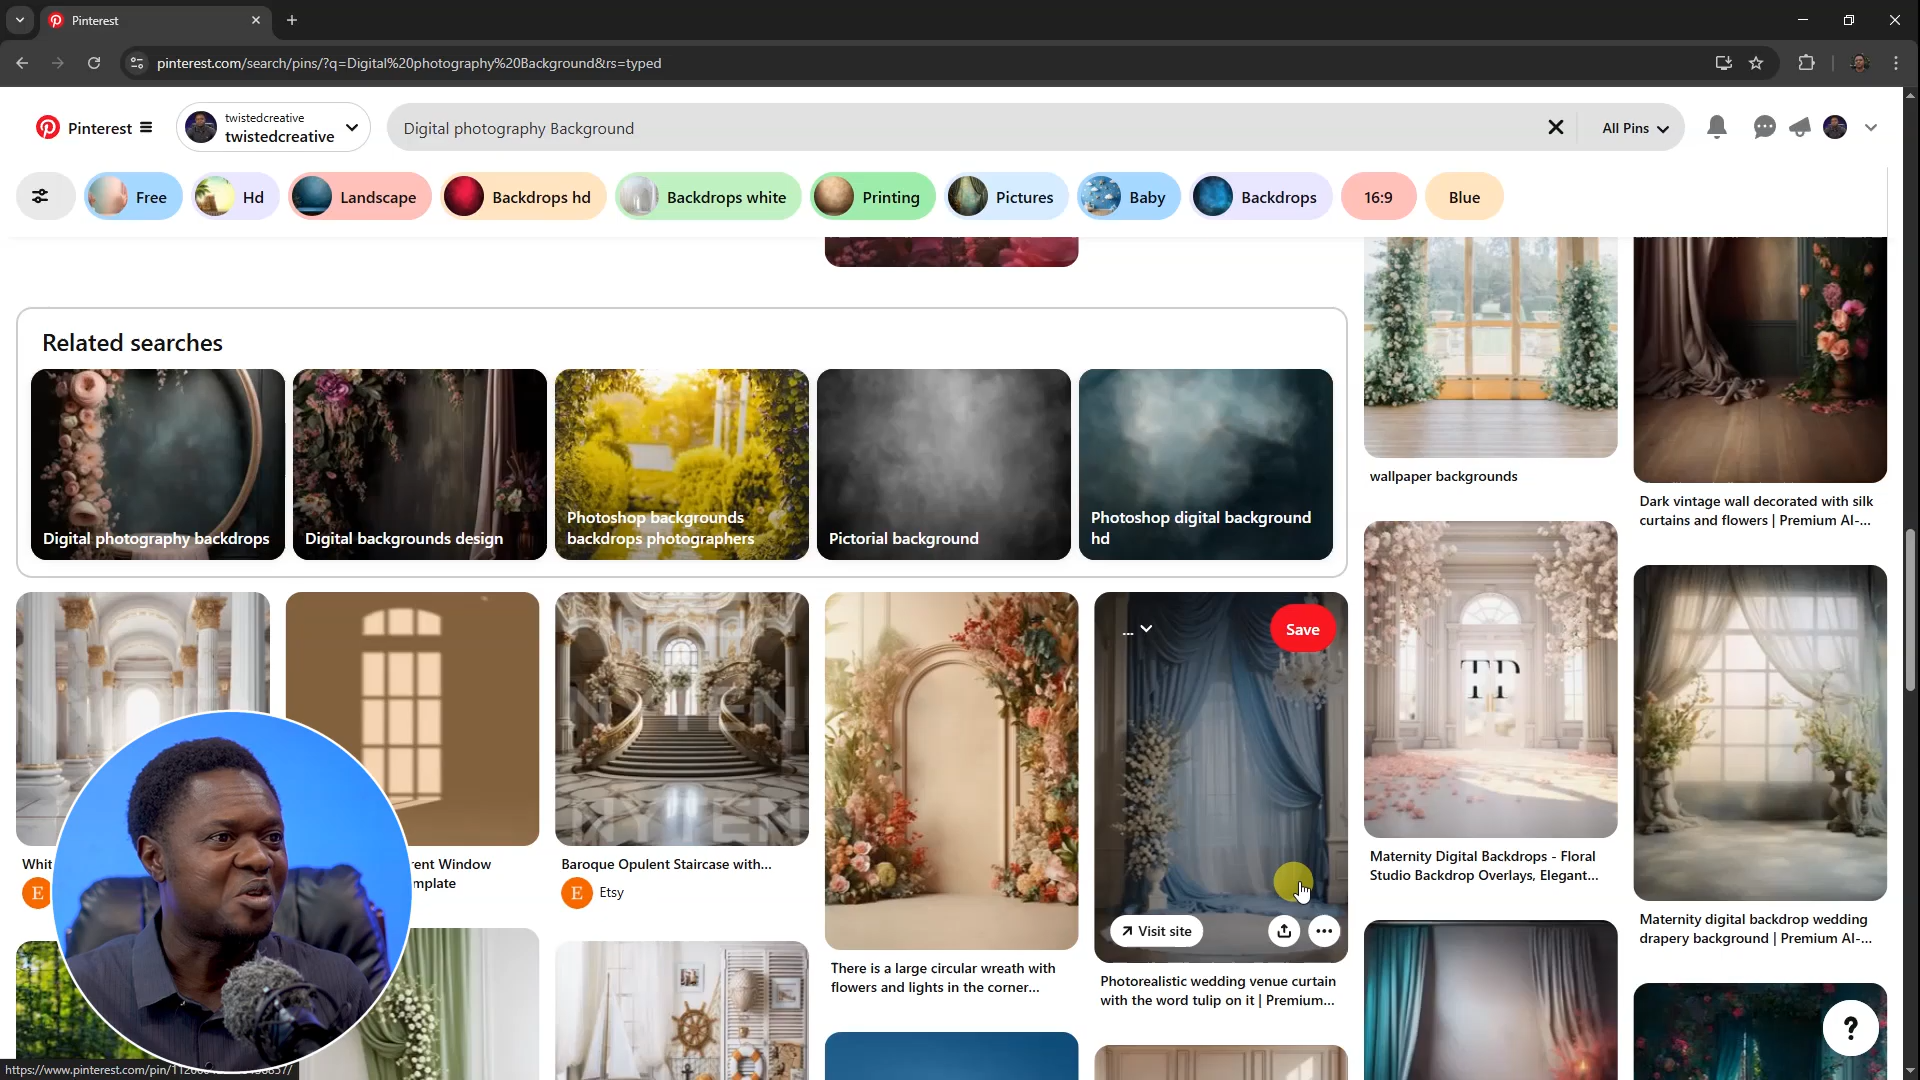 Pinterest
pinterest.com/search/pins/?q=Digital%20photography%20Background&rs=typed
Pinterest
twistedcreative
twistedcreative
Digital photography Background
All Pins
Free
Hd
Landscape
Backdrops hd
Backdrops white
Printing
Pictures
Baby
Backdrops
16:9
Blue
Related searches
Digital photography backdrops
Digital backgrounds design
Photoshop backgrounds
backdrops photographers
Pictorial background
Photoshop digital background
hd
wallpaper backgrounds
Dark vintage wall decorated with silk
curtains and flowers | Premium AI-...
NYTEN
NYTEN
... 
Save
TP
Whit
E
rent Window
mplate
Baroque Opulent Staircase with...
E Etsy
Visit site
There is a large circular wreath with
flowers and lights in the corner...
Photorealistic wedding venue curtain
with the word tulip on it | Premium...
Maternity Digital Backdrops - Floral
Studio Backdrop Overlays, Elegant...
Maternity digital backdrop wedding
drapery background | Premium AI-...
?